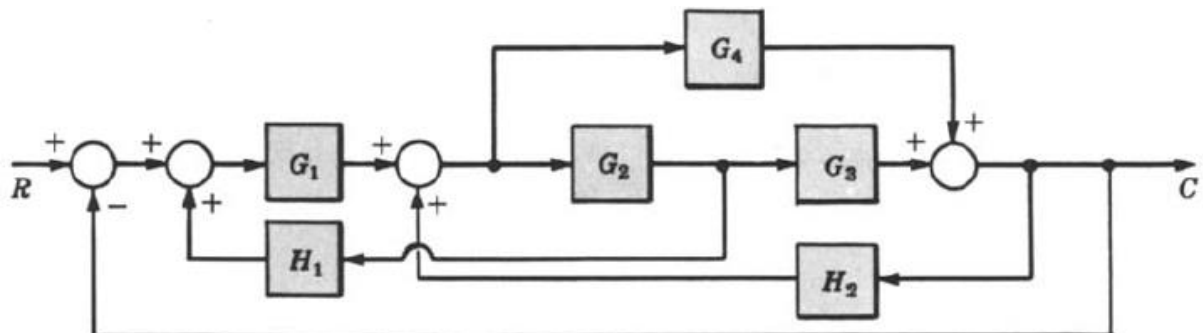 G₄
+ + + + +
R G₁ G₂ G₃ C
- + +
H₁ H₂